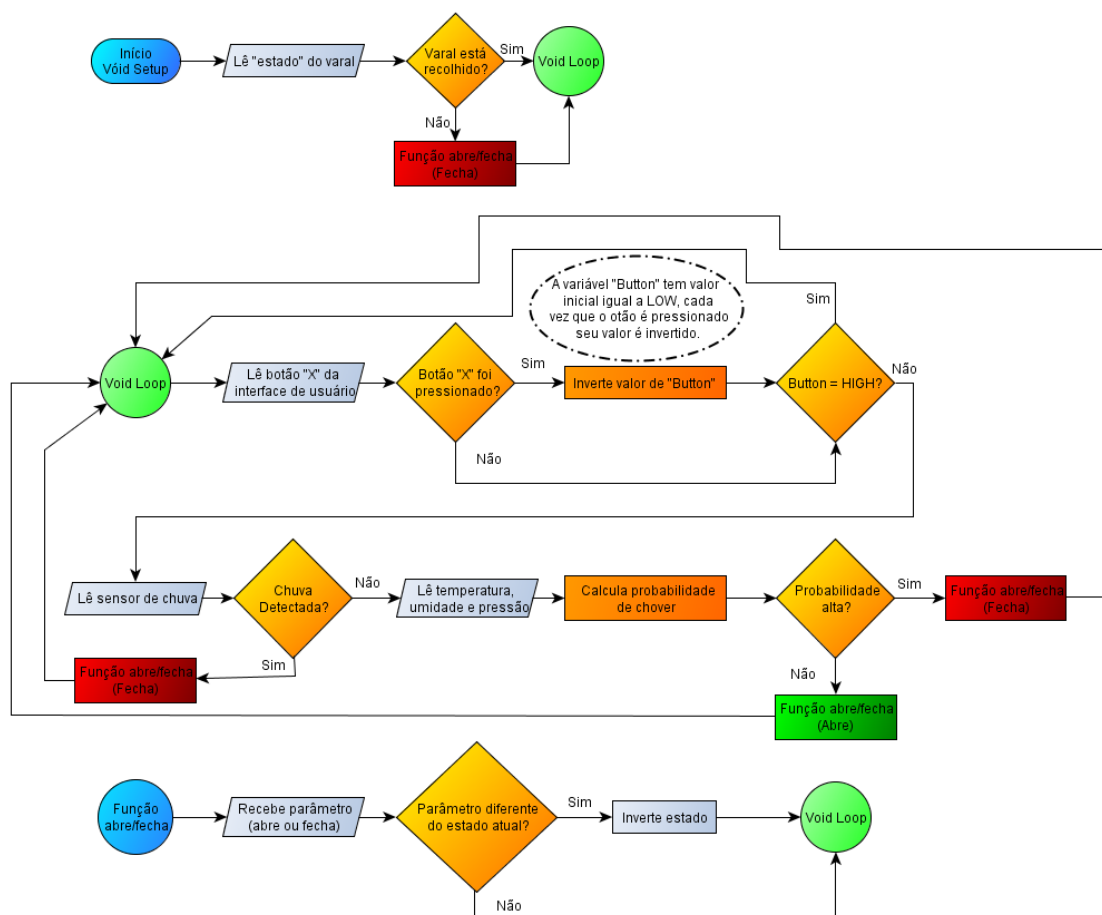 Início
Vóid Setup
Lê "estado" do varal
Varal está
recolhido?
Sim
Void Loop
Não
Função abre/fecha
(Fecha)
A variável "Button" tem valor
inicial igual a LOW, cada
vez que o otão é pressionado
seu valor é invertido.
Sim
Void Loop
Lê botão "X" da
interface de usuário
Botão "X" foi
pressionado?
Sim
Inverte valor de "Button"
Button = HIGH?
Não
Não
Lê sensor de chuva
Chuva
Detectada?
Não
Lê temperatura,
umidade e pressão
Calcula probabilidade
de chover
Probabilidade
alta?
Sim
Função abre/fecha
(Fecha)
Sim
Função abre/fecha
(Fecha)
Não
Função abre/fecha
(Abre)
Função
abre/fecha
Recebe parâmetro
(abre ou fecha)
Parâmetro diferente
do estado atual?
Sim
Inverte estado
Void Loop
Não